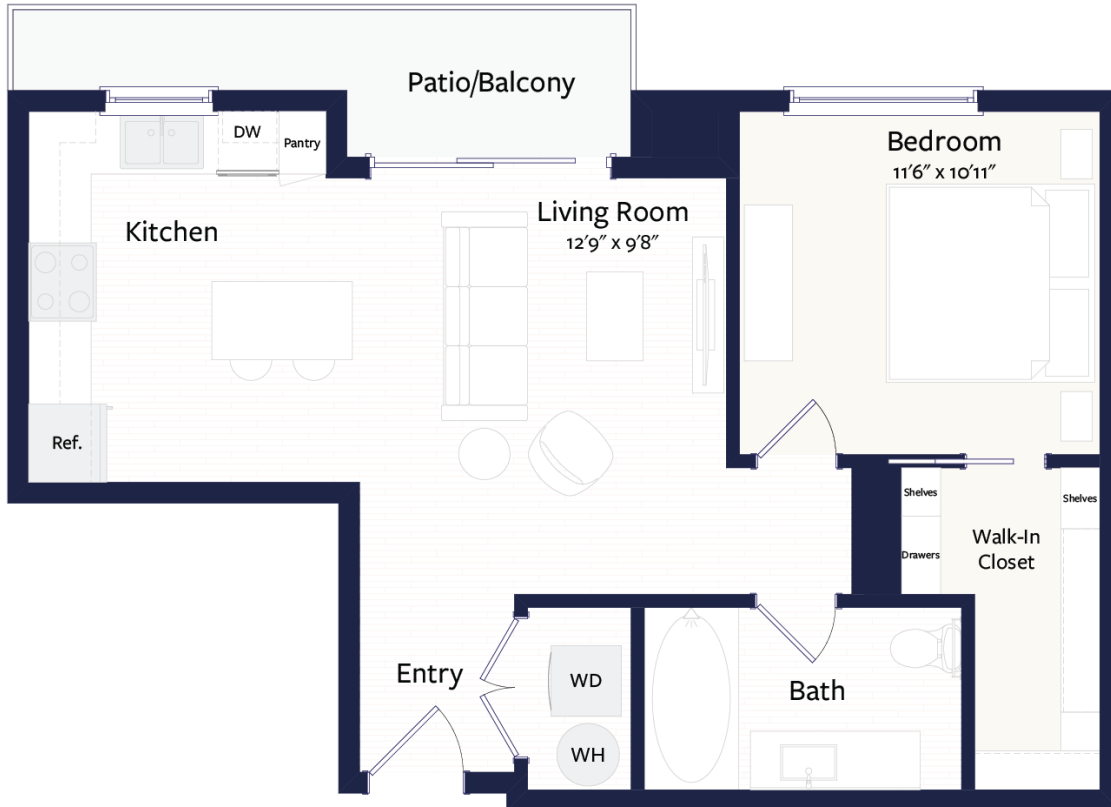 Patio/Balcony
DW
Pantry
Bedroom
11'6" x 10'11"
Kitchen
Living Room
12'9" x 9'8"
Ref.
Shelves
Shelves
Drawers
Walk-In
Closet
Entry
WD
Bath
WH